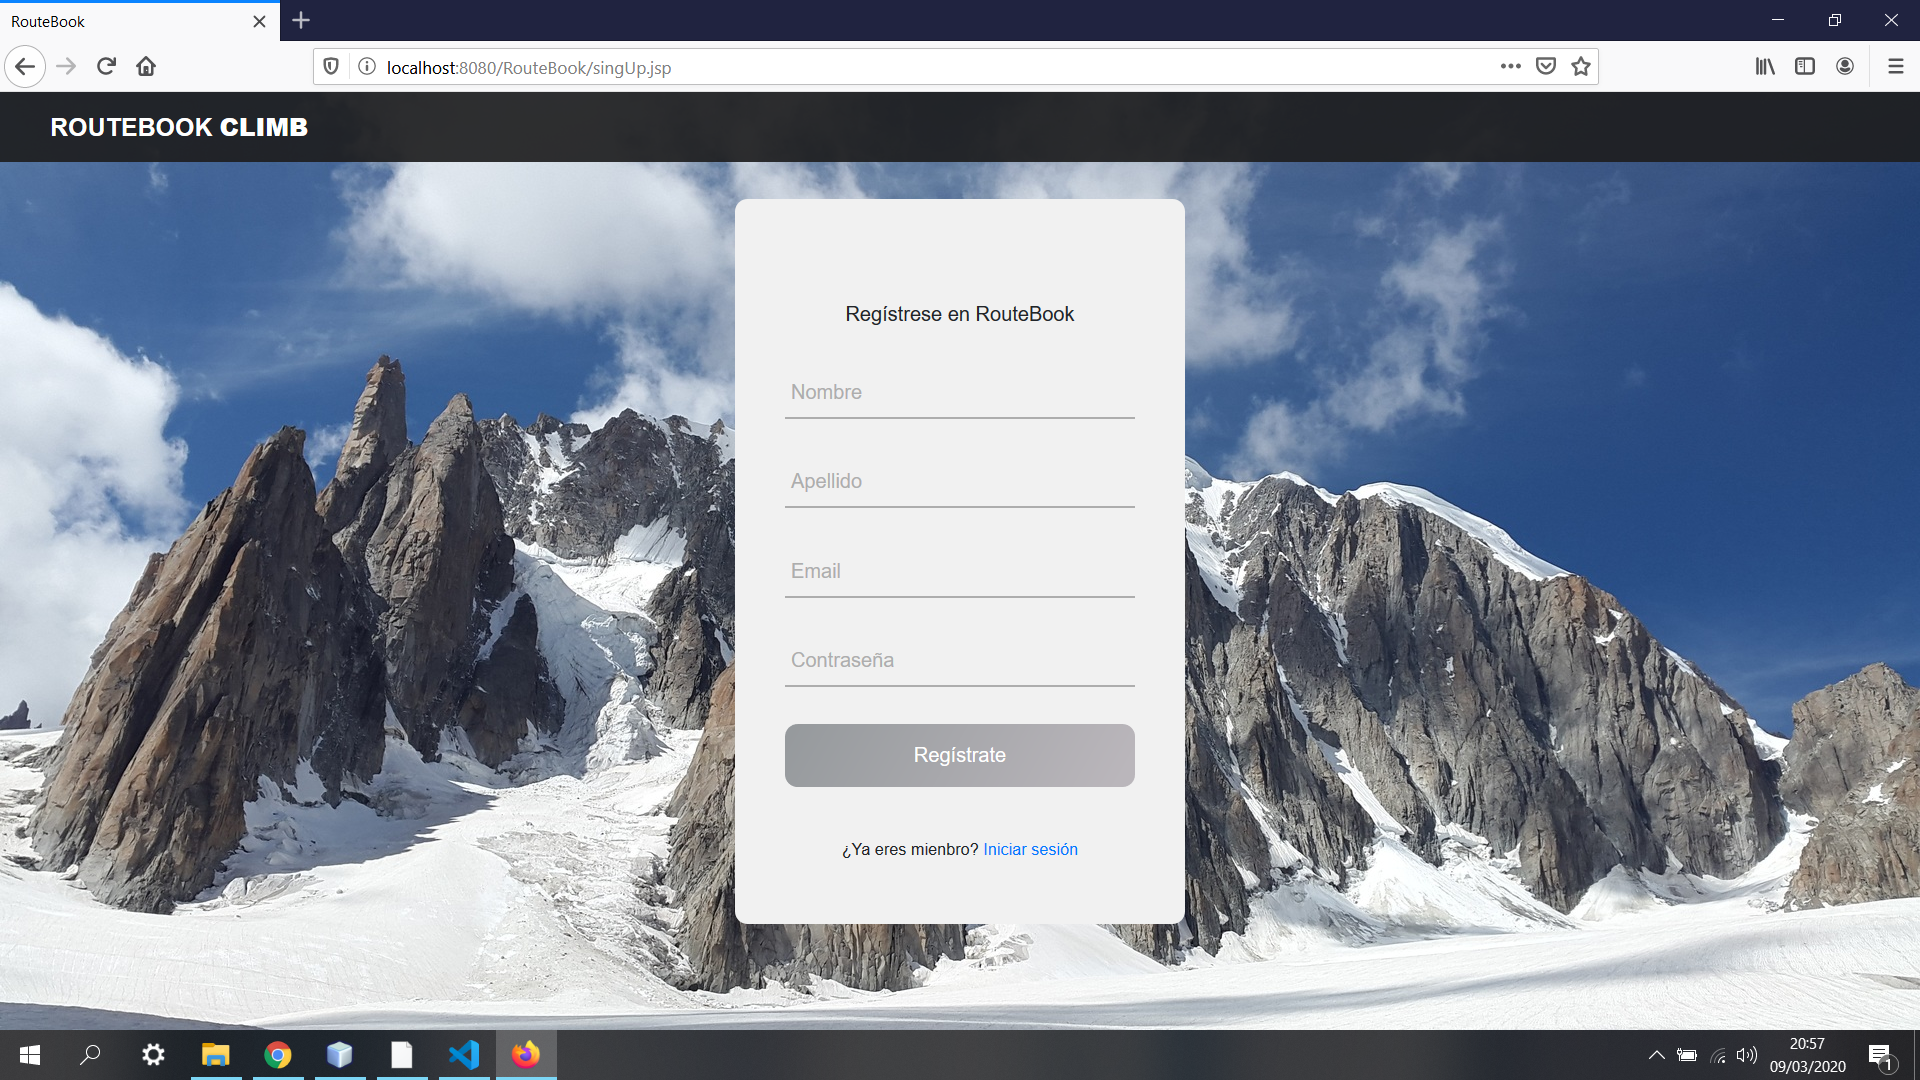 RouteBook
localhost:8080/RouteBook/singUp.jsp
ROUTEBOOK CLIMB
Regístrese en RouteBook
Nombre
Apellido
Email
Contraseña
Regístrate
¿Ya eres mienbro? Iniciar sesión
20:57
09/03/2020
1